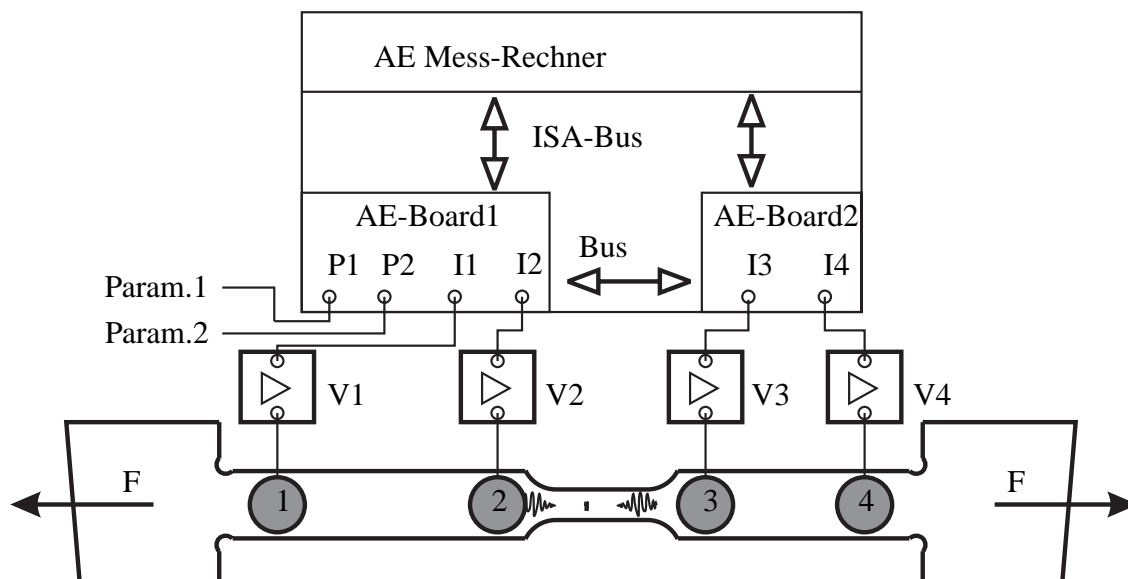 AE Mess-Rechner
ISA-Bus
AE-Board1
AE-Board2
Bus
P1 P2 I1 I2
I3 I4
Param.1
Param.2
V1 V2 V3 V4
F F
1 2 3 4